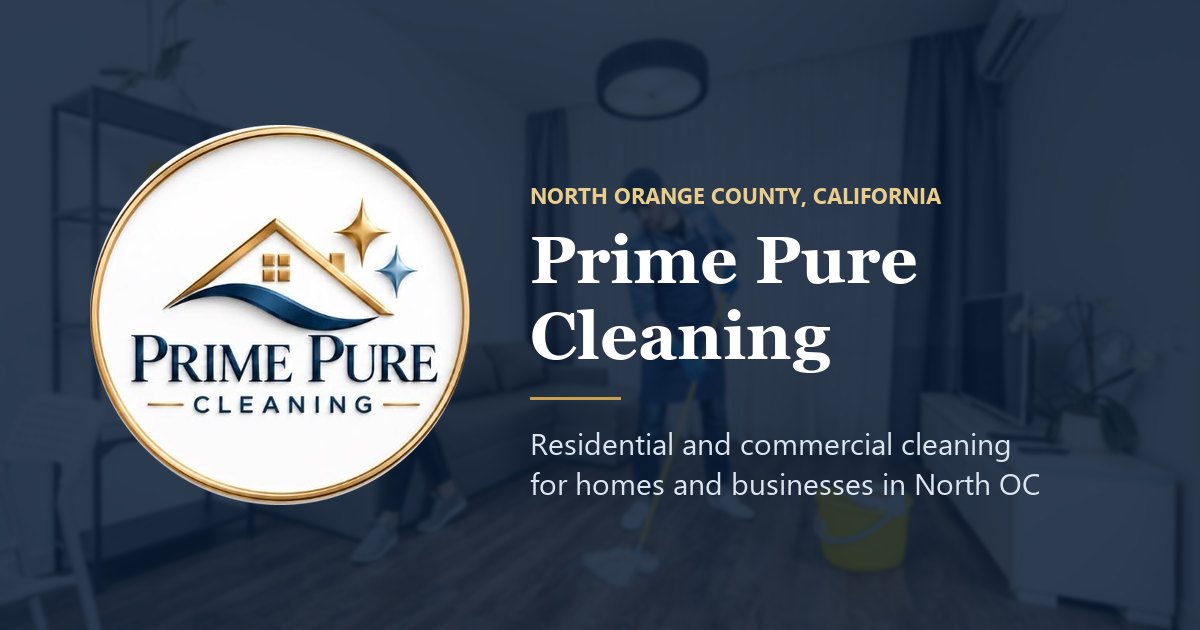 PRIME PURE
CLEANING
NORTH ORANGE COUNTY, CALIFORNIA
Prime Pure
Cleaning
Residential and commercial cleaning
for homes and businesses in North OC